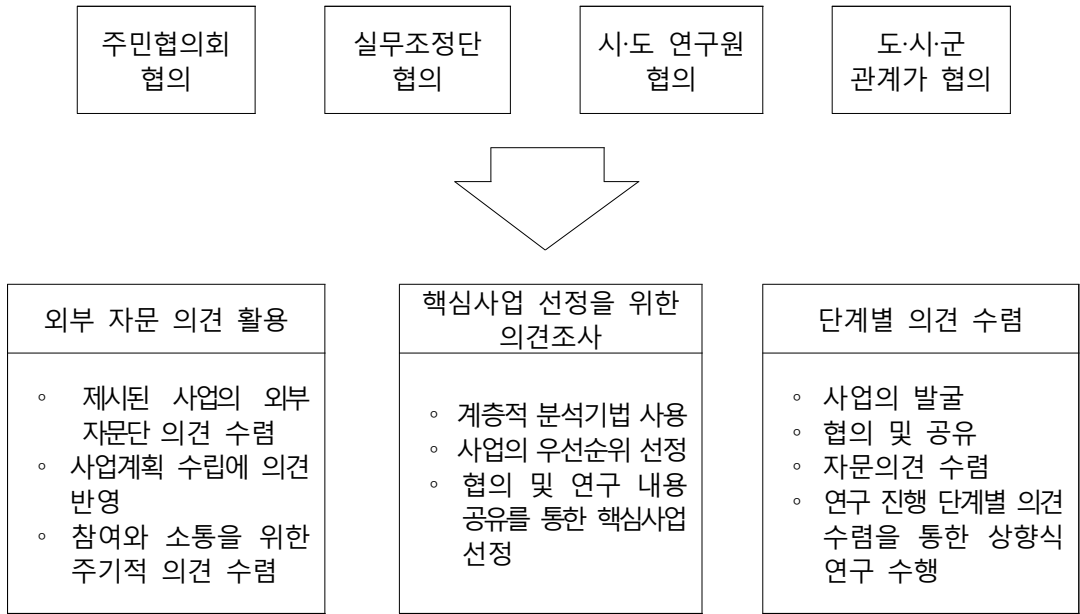 주민협의회
협의
실무조정단
협의
시·도 연구원
협의
도·시·군
관계가 협의
외부 자문 의견 활용
◦ 제시된 사업의 외부
자문단 의견 수렴
◦ 사업계획 수립에 의견
반영
◦ 참여와 소통을 위한
주기적 의견 수렴
핵심사업 선정을 위한
의견조사
◦ 계층적 분석기법 사용
◦ 사업의 우선순위 선정
◦ 협의 및 연구 내용
공유를 통한 핵심사업
선정
단계별 의견 수렴
◦ 사업의 발굴
◦ 협의 및 공유
◦ 자문의견 수렴
◦ 연구 진행 단계별 의견
수렴을 통한 상향식
연구 수행